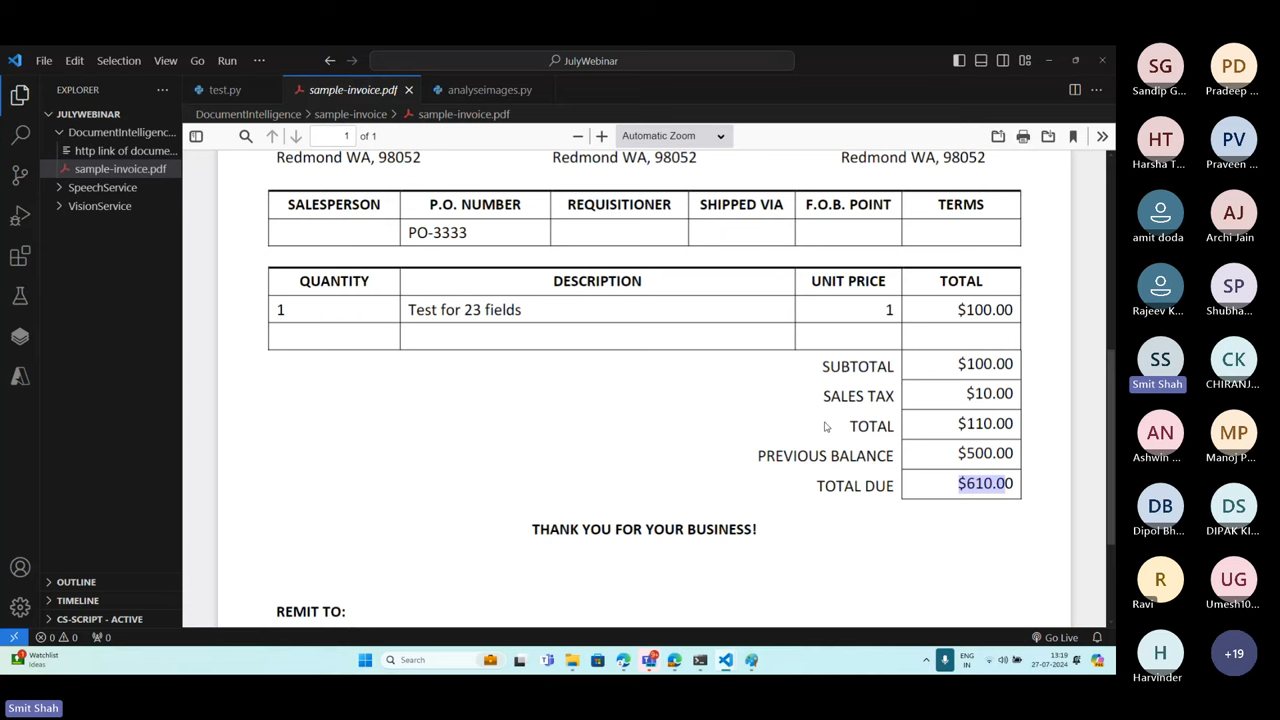 File Edit Selection View Go Run ··· JulyWebinar
EXPLORER ···
test.py sample-invoice.pdf analyseimages.py
JULYWEBINAR
DocumentIntelligence > sample-invoice > sample-invoice.pdf
DocumentIntelligenc...
http link of docume...
sample-invoice.pdf
SpeechService
VisionService
1 of 1 Automatic Zoom
Redmond WA, 98052 Redmond WA, 98052 Redmond WA, 98052
SALESPERSON P.O. NUMBER REQUISITIONER SHIPPED VIA F.O.B. POINT TERMS
PO-3333
QUANTITY DESCRIPTION UNIT PRICE TOTAL
1 Test for 23 fields 1 $100.00
SUBTOTAL $100.00
SALES TAX $10.00
TOTAL $110.00
PREVIOUS BALANCE $500.00
TOTAL DUE $610.00
THANK YOU FOR YOUR BUSINESS!
REMIT TO:
OUTLINE
TIMELINE
CS-SCRIPT - ACTIVE
0 0 0 Go Live
1 Watchlist
Ideas
Search
ENG
IN
13:19
27-07-2024
SG PD
Sandip G... Pradeep ...
HT PV
Harsha T... Praveen ...
AJ
amit doda Archi Jain
SP
Rajeev K... Shubha...
SS CK
Smit Shah CHIRANJ...
AN MP
Ashwin ... Manoj P...
DB DS
Dipol Bh... DIPAK KI...
R UG
Ravi Umesh10...
H +19
Harvinder
Smit Shah